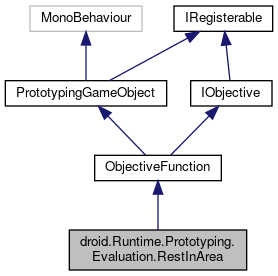 MonoBehaviour
IRegisterable
PrototypingGameObject
IObjective
ObjectiveFunction
droid.Runtime.Prototyping.
Evaluation.RestInArea